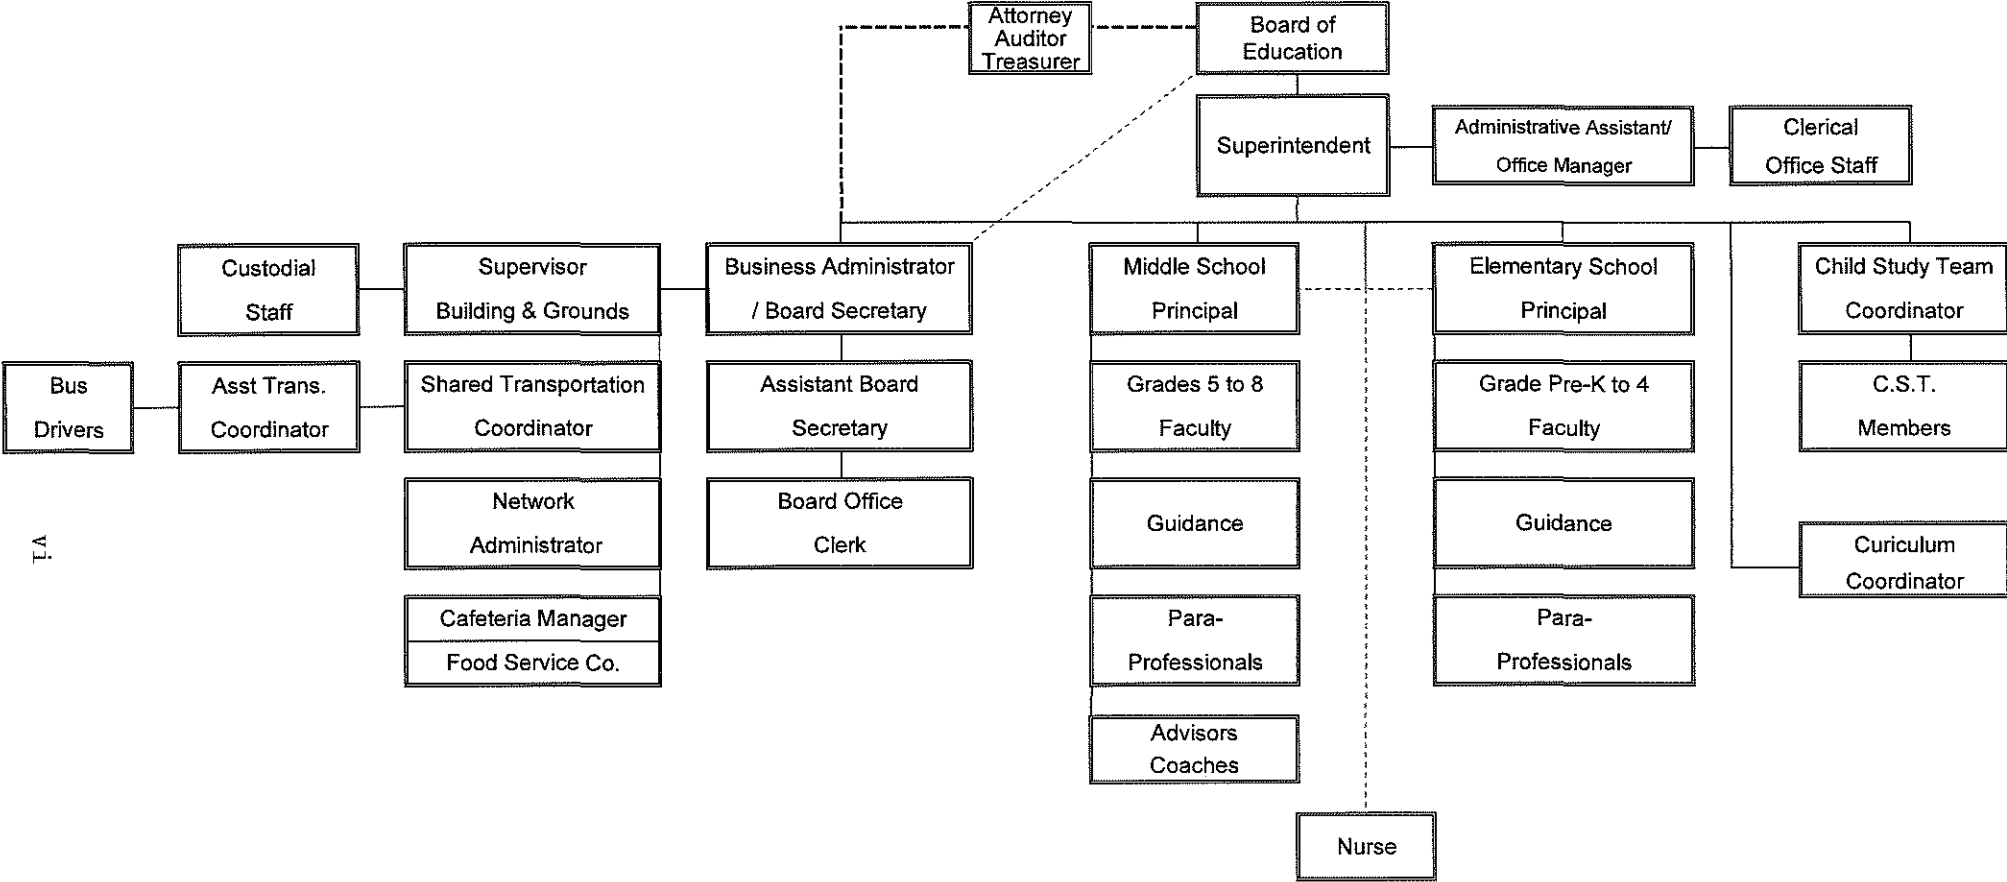 Attorney
Auditor
Treasurer
Board of
Education
Superintendent
Administrative Assistant/
Office Manager
Clerical
Office Staff
Custodial
Staff
Supervisor
Building & Grounds
Business Administrator
/ Board Secretary
Middle School
Principal
Elementary School
Principal
Child Study Team
Coordinator
Bus
Drivers
Asst Trans.
Coordinator
Shared Transportation
Coordinator
Assistant Board
Secretary
Grades 5 to 8
Faculty
Grade Pre-K to 4
Faculty
C.S.T.
Members
Network
Administrator
Board Office
Clerk
Guidance
Guidance
Curiculum
Coordinator
vi
Cafeteria Manager
Food Service Co.
Para-
Professionals
Para-
Professionals
Advisors
Coaches
Nurse